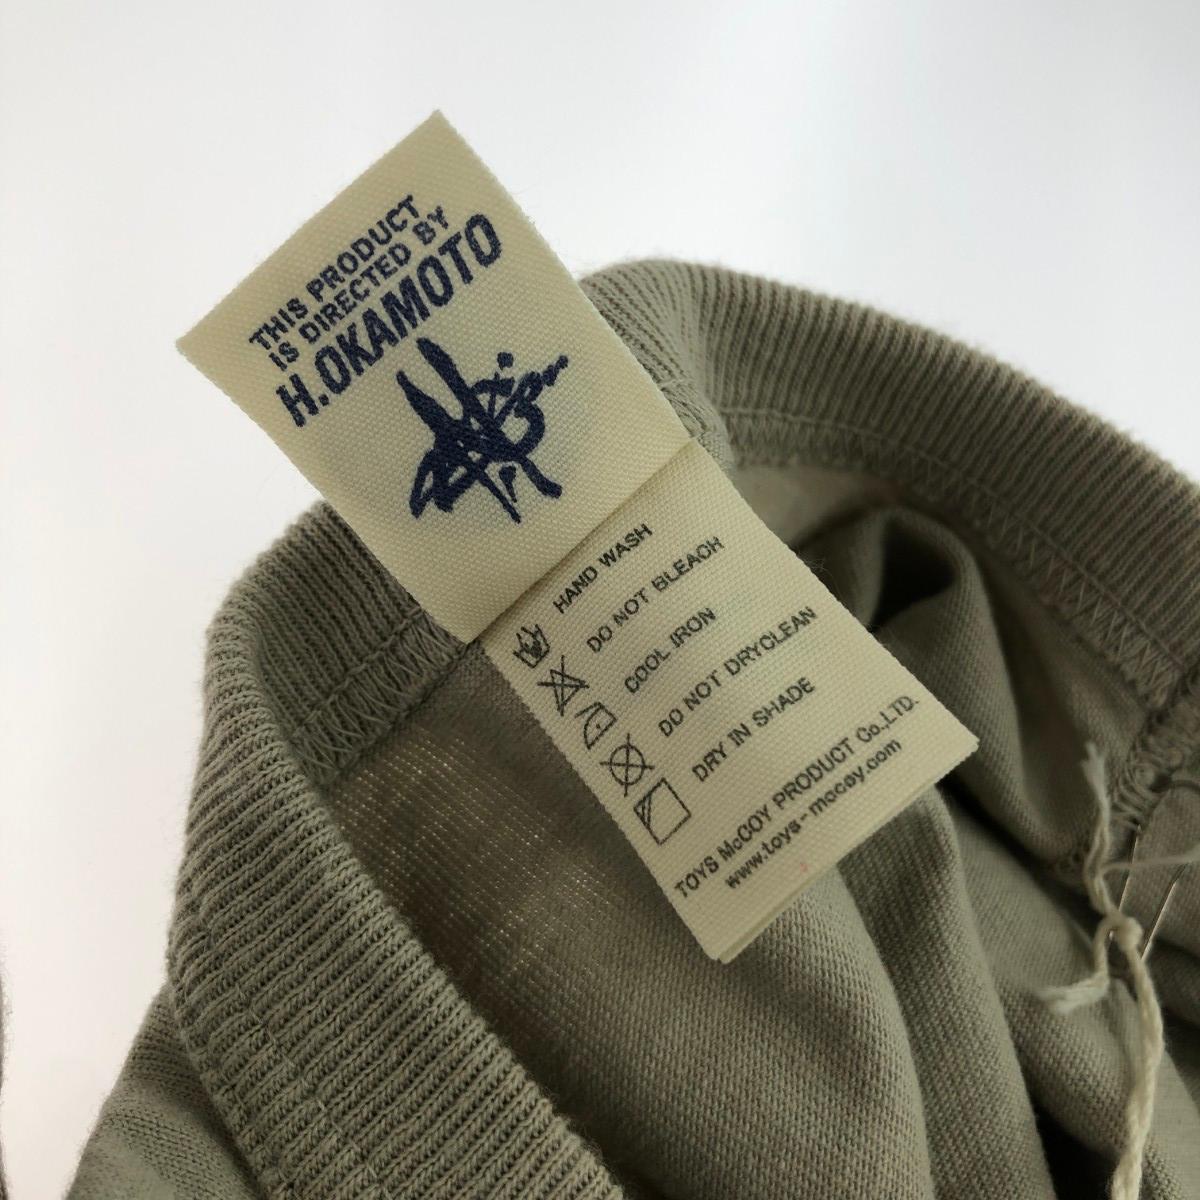 THIS PRODUCT
IS DIRECTED BY
H.OKAMOTO
HAND WASH
DO NOT BLEACH
COOL IRON
DO NOT DRYCLEAN
DRY IN SHADE
TOYS McCOY PRODUCT Co.,LTD.
www.toys-mccoy.com